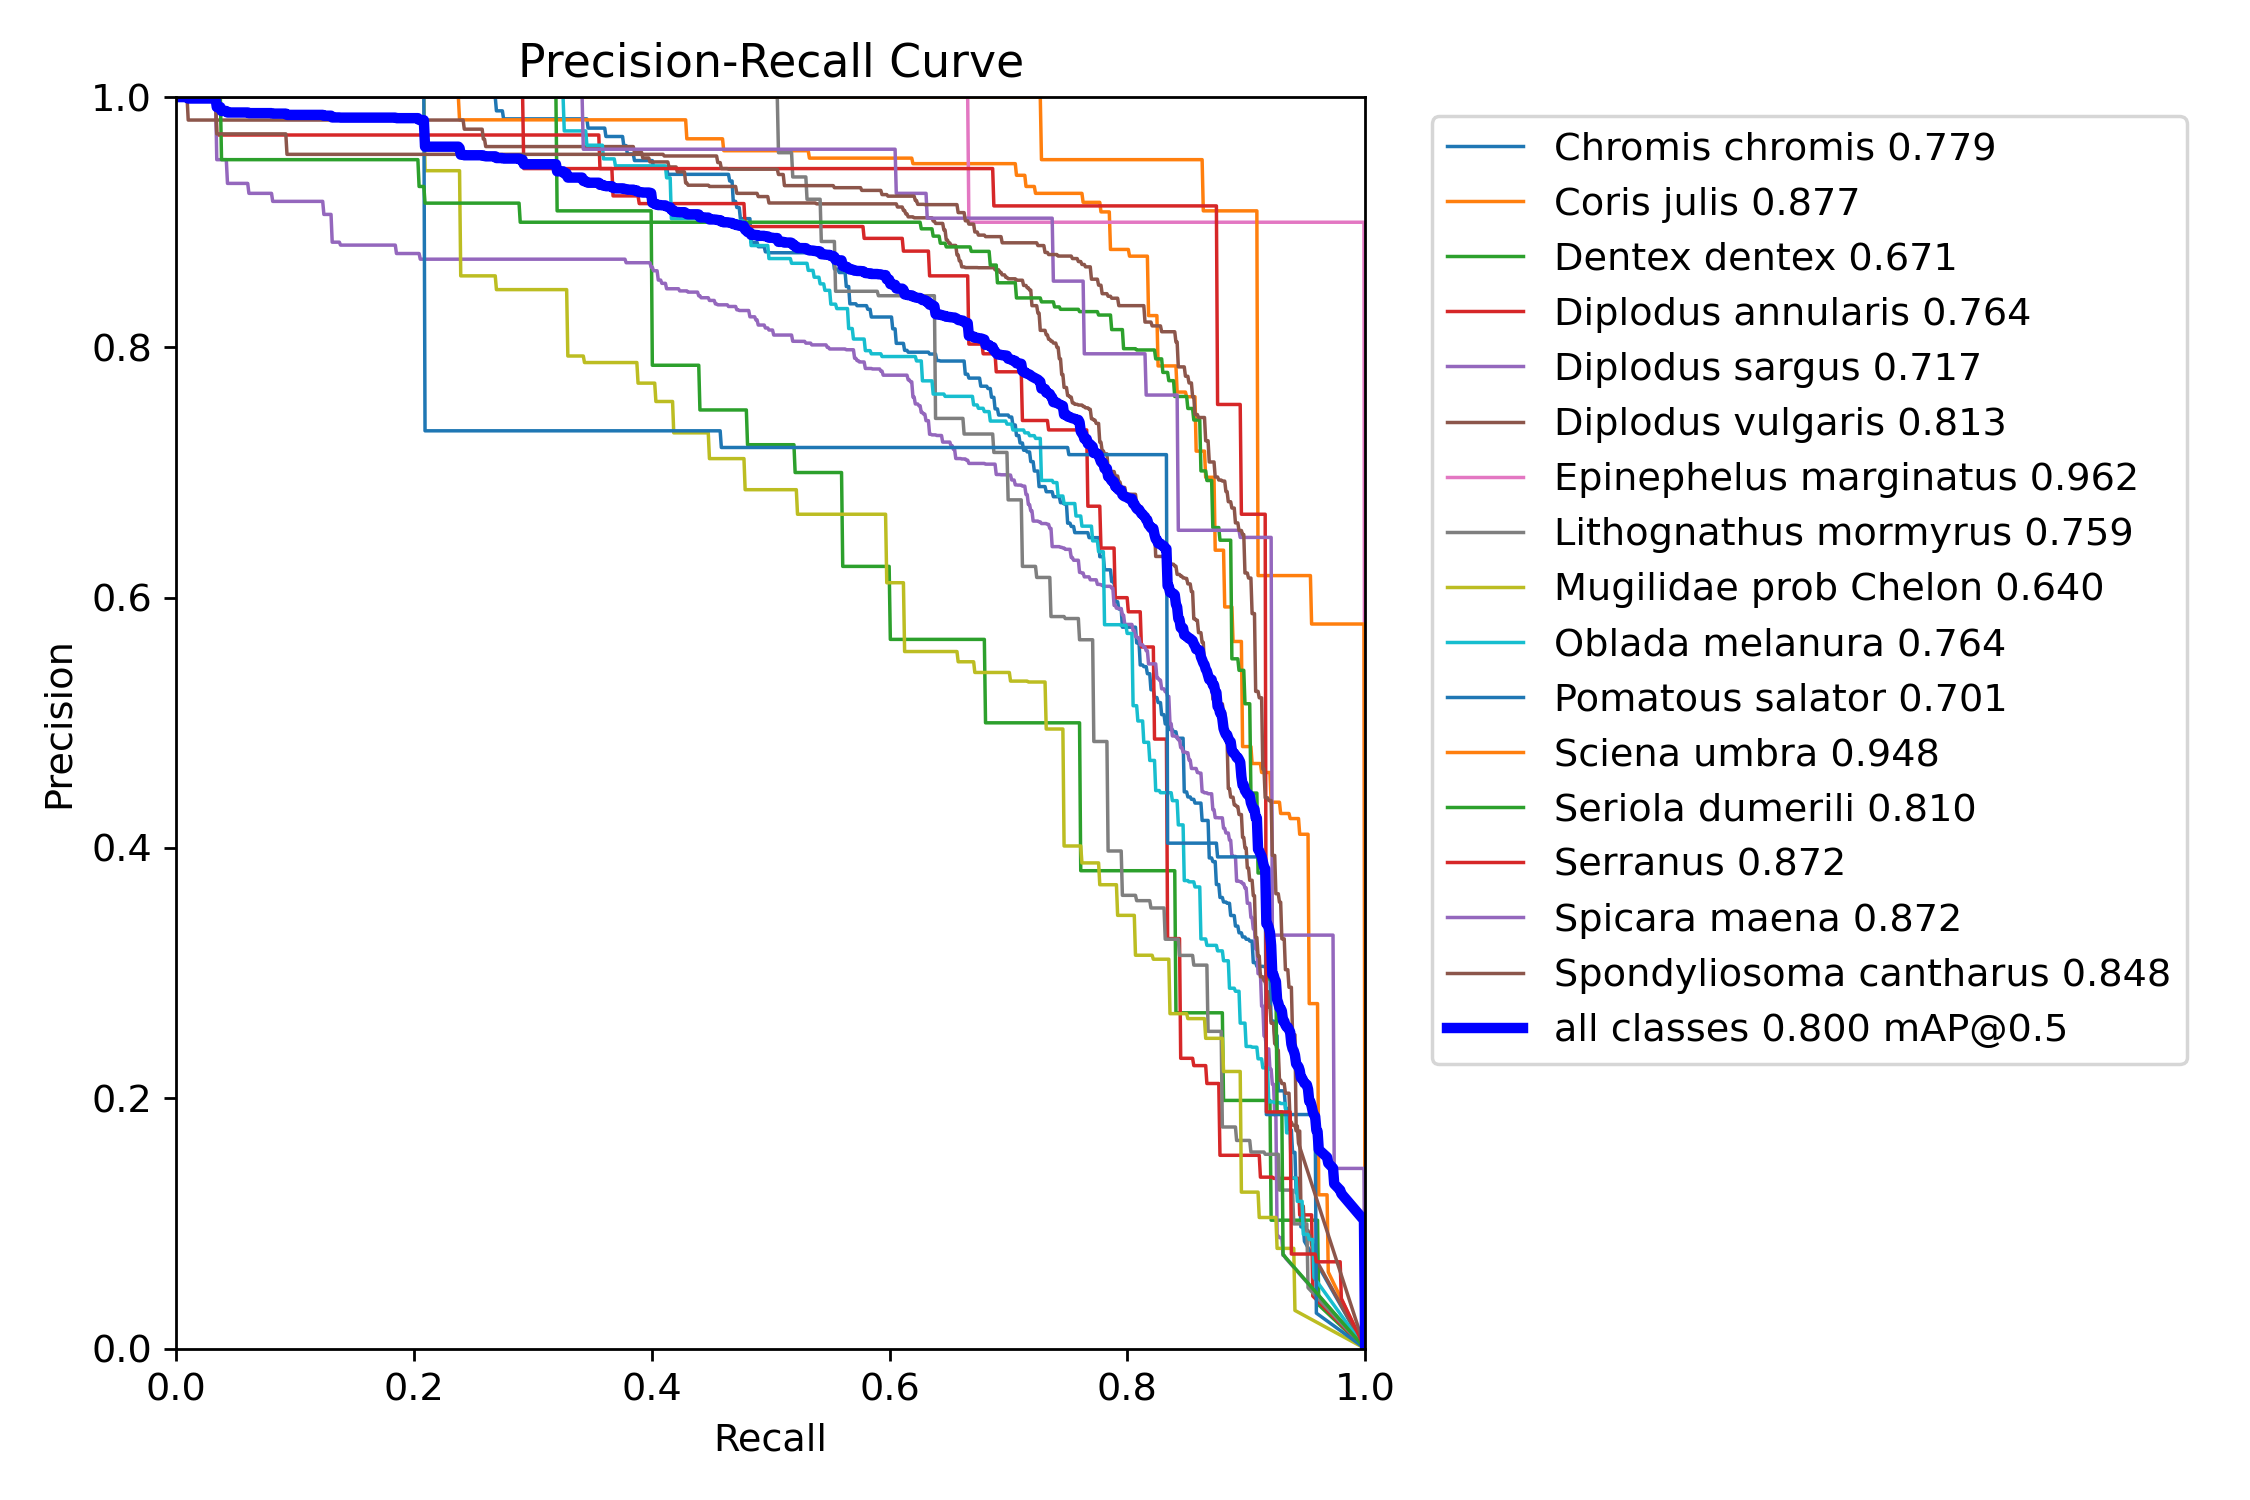 Precision-Recall Curve
1.0
0.8
0.6
0.4
0.2
0.0
Precision
0.0 0.2 0.4 0.6 0.8 1.0
Recall
Chromis chromis 0.779
Coris julis 0.877
Dentex dentex 0.671
Diplodus annularis 0.764
Diplodus sargus 0.717
Diplodus vulgaris 0.813
Epinephelus marginatus 0.962
Lithognathus mormyrus 0.759
Mugilidae prob Chelon 0.640
Oblada melanura 0.764
Pomatous salator 0.701
Sciena umbra 0.948
Seriola dumerili 0.810
Serranus 0.872
Spicara maena 0.872
Spondyliosoma cantharus 0.848
all classes 0.800 mAP@0.5